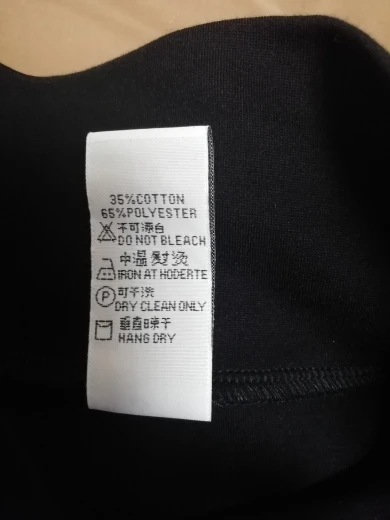 35%COTTON
65%POLYESTER
不可漂白
DO NOT BLEACH
中温熨烫
IRON AT HODERTE
P
可干洗
DRY CLEAN ONLY
垂直晾干
HANG DRY